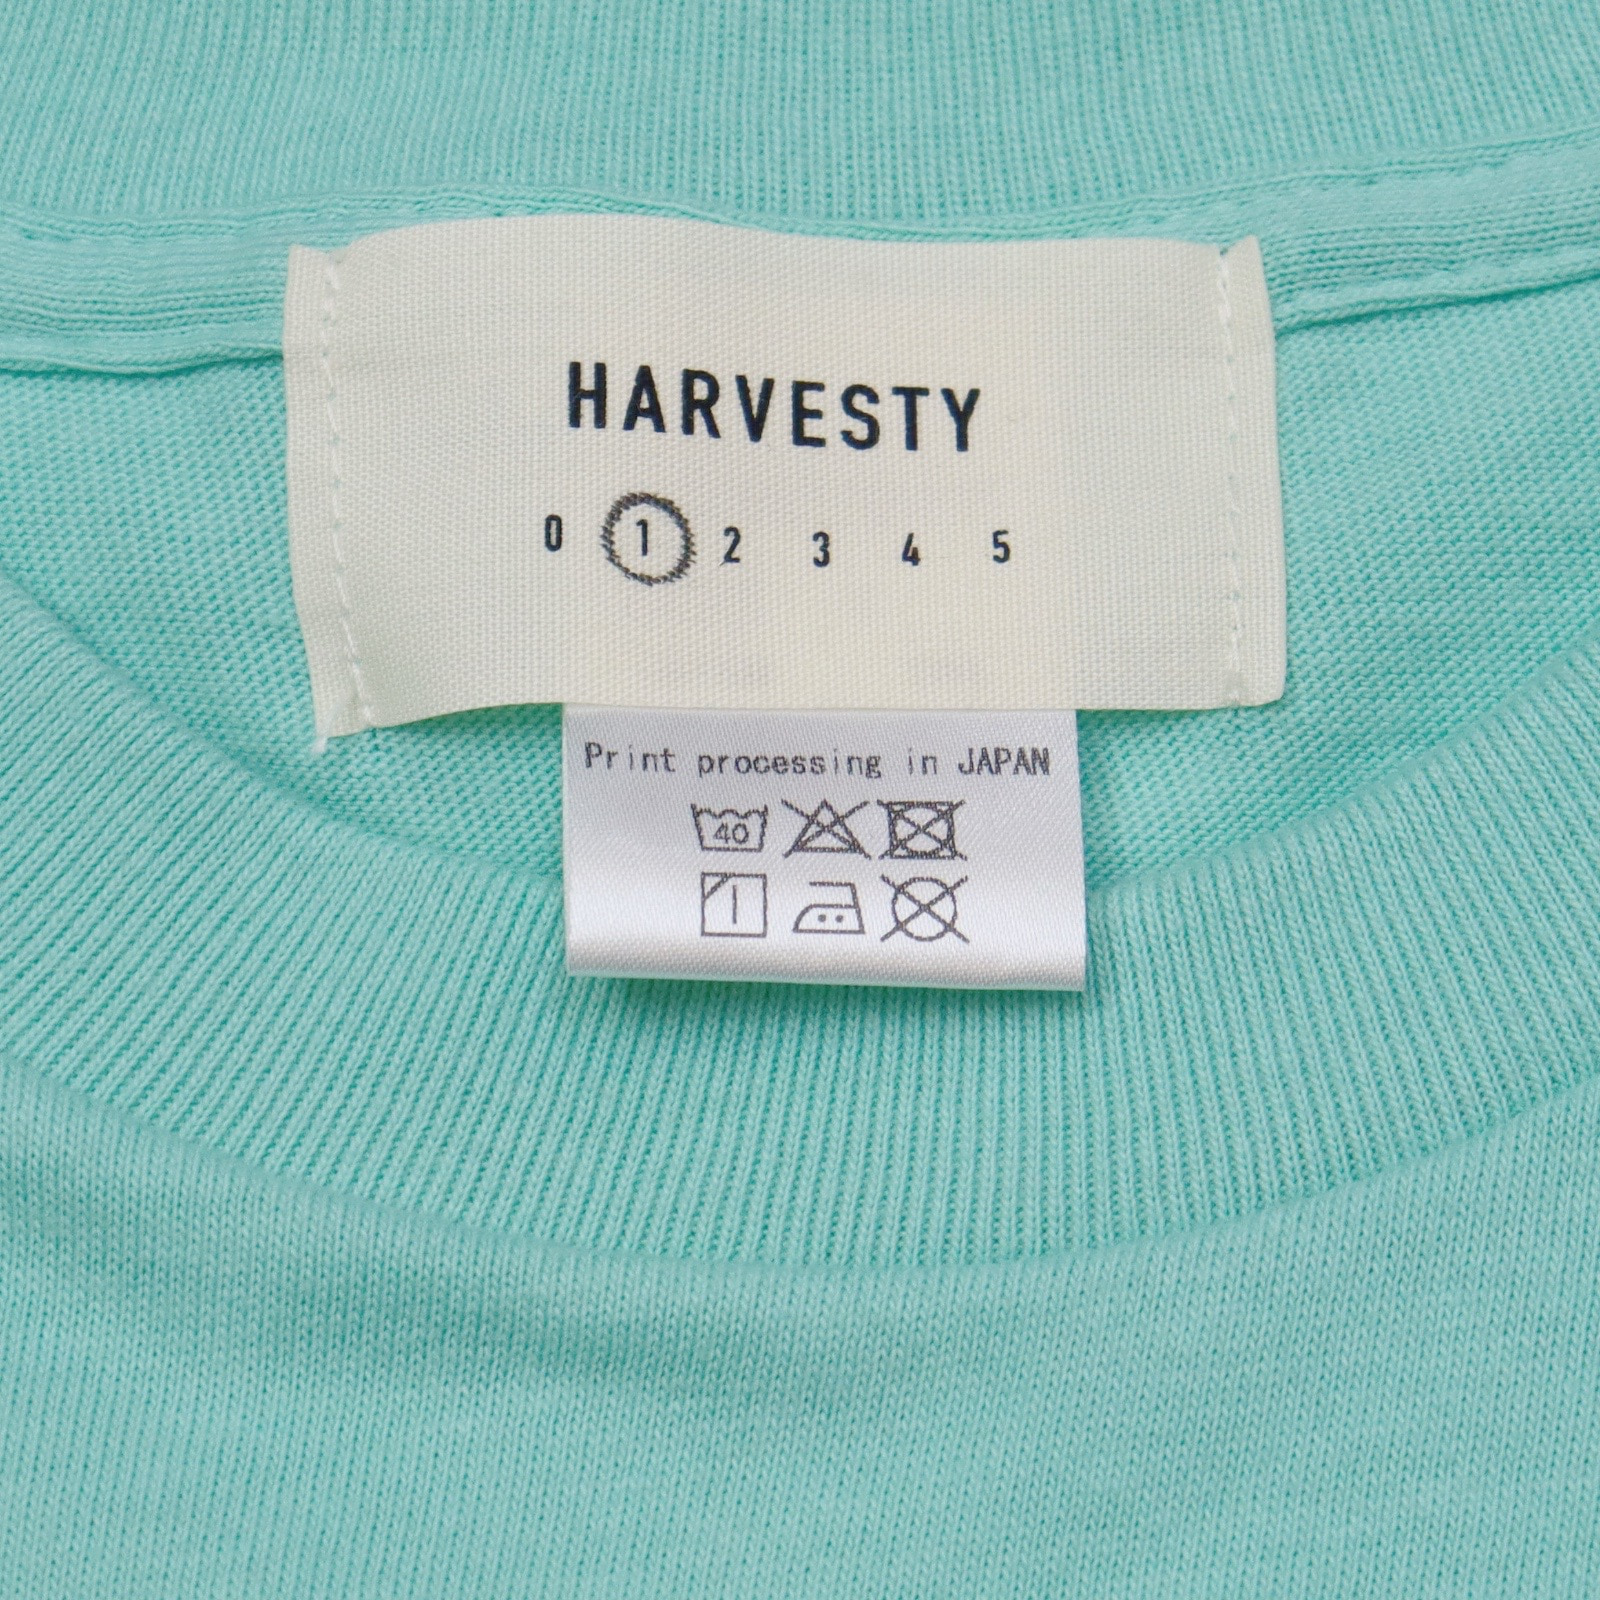 HARVESTY
0 1 2 3 4 5
Print processing in JAPAN
40